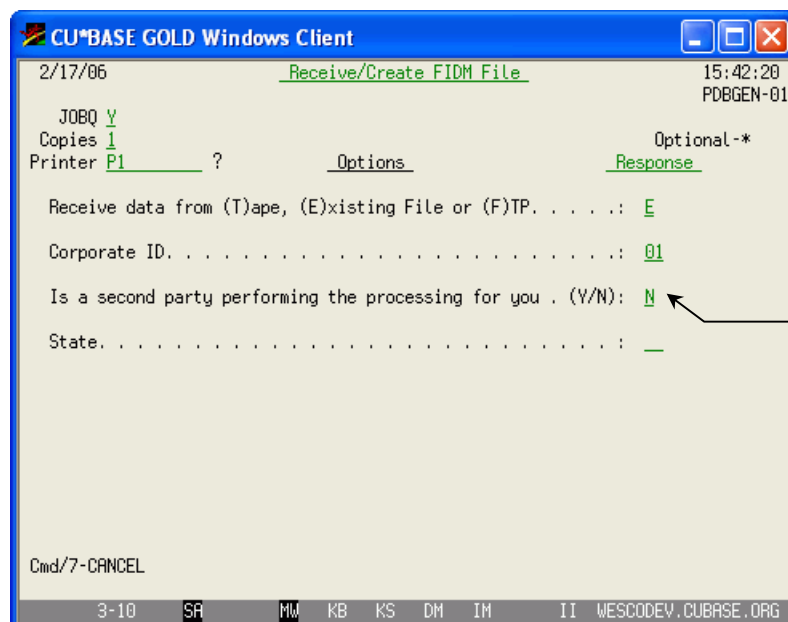 CU*BASE GOLD Windows Client
2/17/06 Receive/Create FIDM File 15:42:20
PDBGEN-01
JOBQ Y
Copies 1 Optional-*
Printer P1 ? Options Response
Receive data from (T)ape, (E)xisting File or (F)TP. . . . .: E
Corporate ID. . . . . . . . . . . . . . . . . . . . . . . .: 01
Is a second party performing the processing for you . (Y/N): N
State. . . . . . . . . . . . . . . . . . . . . . . . . . . :
Cmd/7-CANCEL
3-10 SA MW KB KS DM IM II WESCODEV.CUBASE.ORG